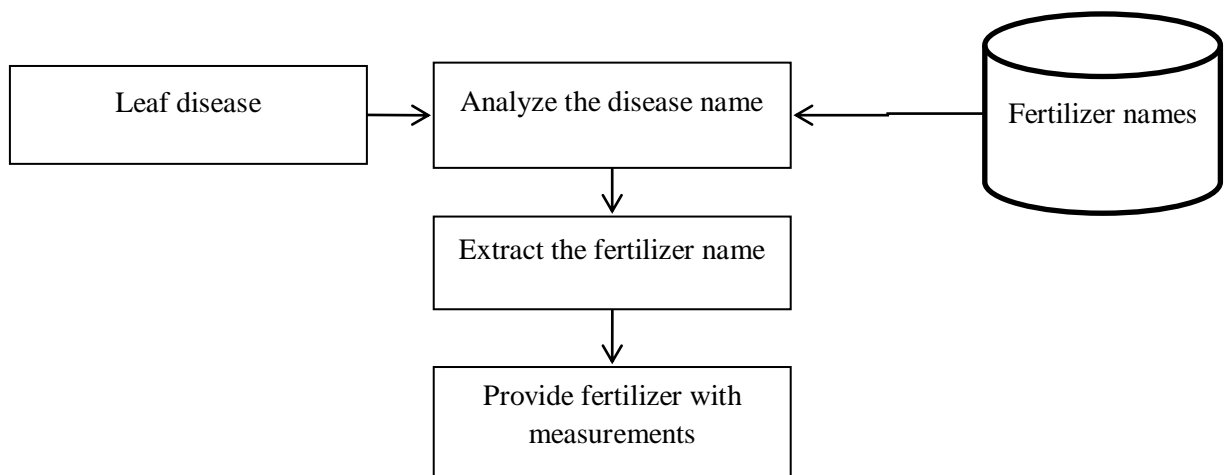 Leaf disease
Analyze the disease name
Fertilizer names
Extract the fertilizer name
Provide fertilizer with
measurements